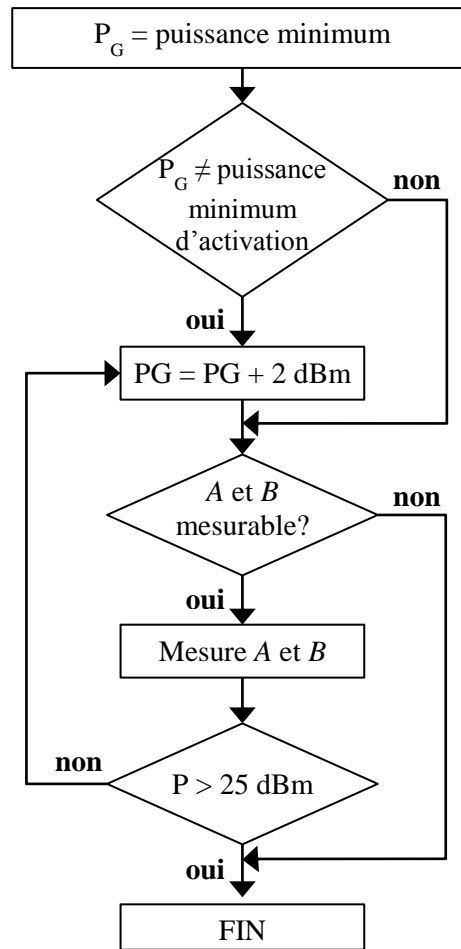 P_G = puissance minimum
P_G ≠ puissance
minimum
d'activation
non
oui
PG = PG + 2 dBm
A et B
mesurable?
non
oui
Mesure A et B
non
P > 25 dBm
oui
FIN